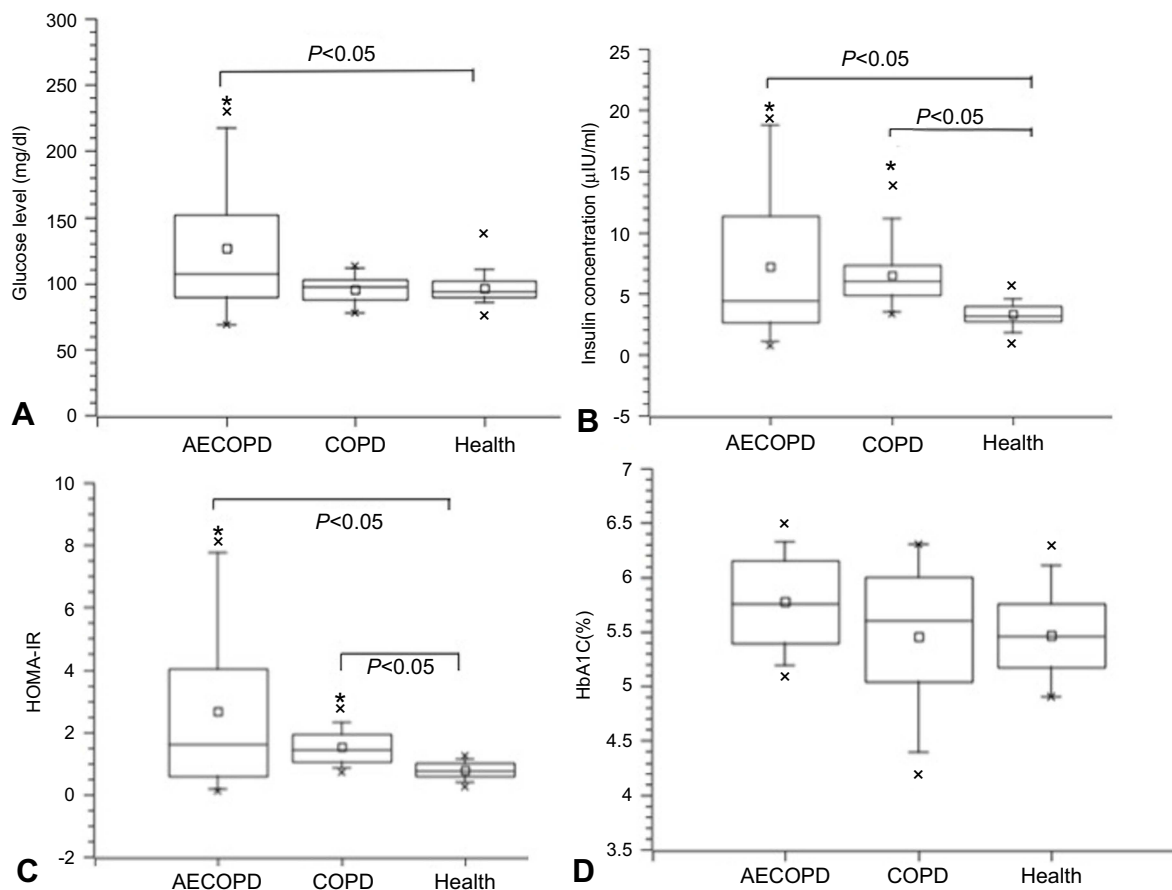 300
250
200
150
100
50
0
Glucose level (mg/dl)
P<0.05
* 
A
AECOPD COPD Health
25
20
15
10
5
0
-5
Insulin concentration (µIU/ml)
P<0.05
P<0.05
*
*
B
AECOPD COPD Health
10
8
6
4
2
0
-2
HOMA-IR
P<0.05
P<0.05
*
*
C
AECOPD COPD Health
7
6.5
6
5.5
5
4.5
4
3.5
HbA1C(%)
D
AECOPD COPD Health